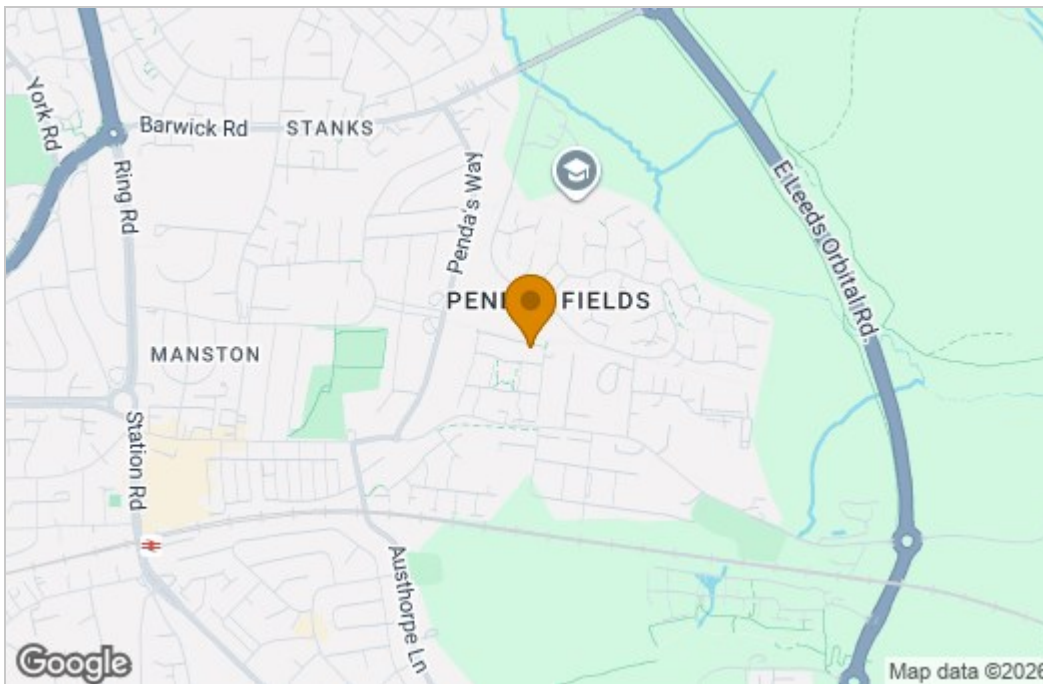 York Rd
Barwick Rd
STANKS
Ring Rd
Penda's Way
E Leeds Orbital Rd
FIELDS
MANSTON
Station Rd
Austhorpe Ln
Google
Map data ©2026